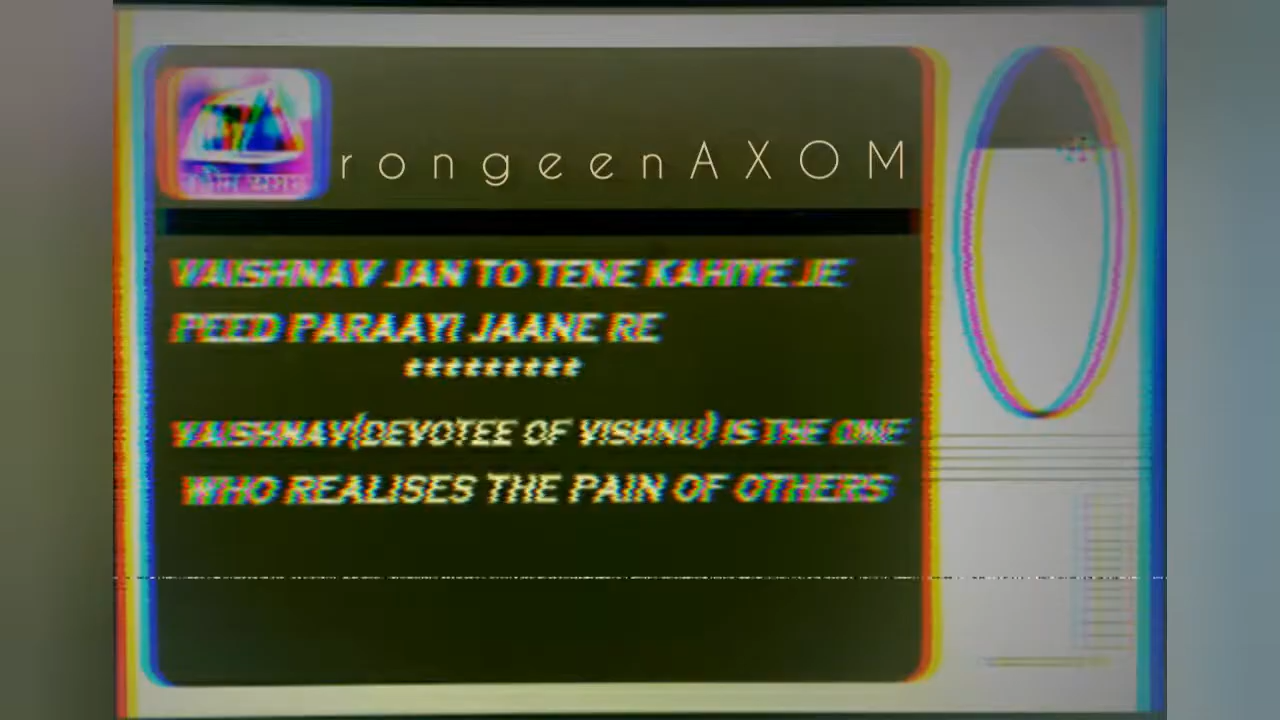 rongeenAXOM
VAISHNAV JAN TO TENE KAHIYE JE
PEED PARAAYI JAANE RE
VAISHNAV(DEVOTEE OF VISHNU) IS THE ONE
WHO REALISES THE PAIN OF OTHERS